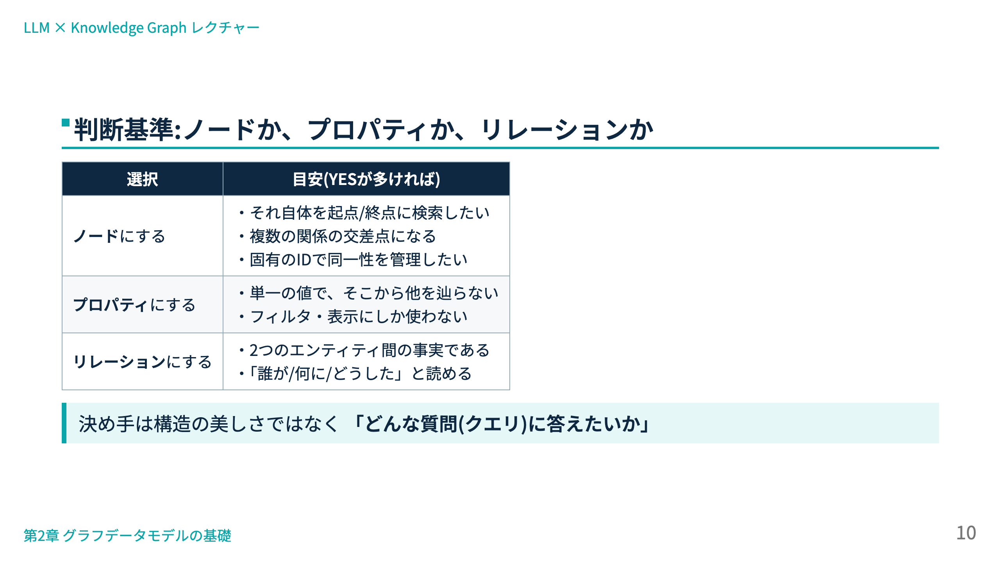 LLM × Knowledge Graph レクチャー
判断基準:ノードか、プロパティか、リレーションか
選択
目安(YESが多ければ)
ノードにする
・それ自体を起点/終点に検索したい
・複数の関係の交差点になる
・固有のIDで同一性を管理したい
プロパティにする
・単一の値で、そこから他を辿らない
・フィルタ・表示にしか使わない
リレーションにする
・2つのエンティティ間の事実である
・「誰が/何に/どうした」と読める
決め手は構造の美しさではなく「どんな質問(クエリ)に答えたいか」
第2章 グラフデータモデルの基礎
10